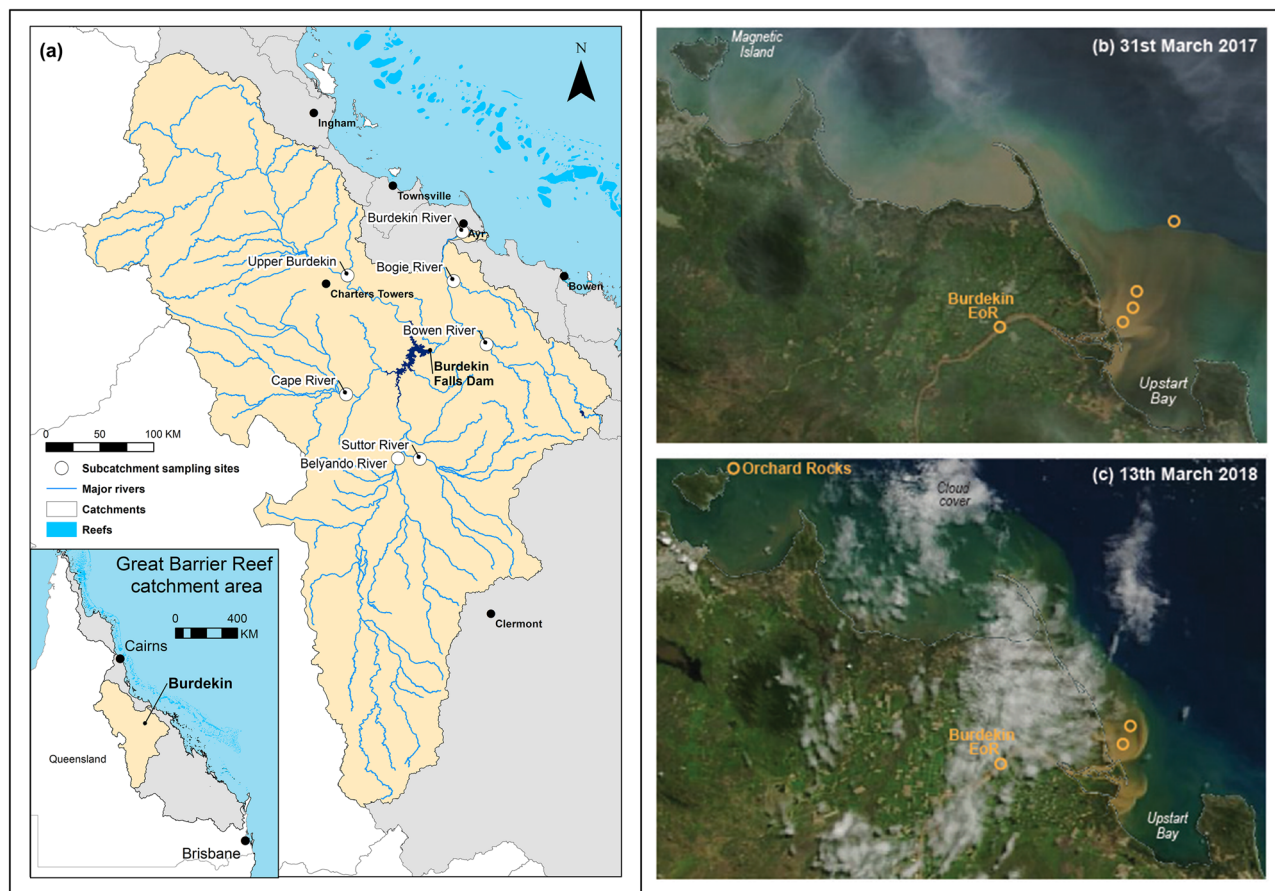 (a)
N
Ingham
Townsville
Burdekin River
Ayr
Upper Burdekin
Bogie River
Charters Towers
Bowen
Bowen River
Burdekin
Falls Dam
Cape River
0 50 100 KM
Suttor River
Belyando River
Subcatchment sampling sites
Major rivers
Catchments
Reefs
Clermont
Great Barrier Reef
catchment area
0 400
KM
Cairns
Burdekin
Queensland
Brisbane
Magnetic
Island
(b) 31st March 2017
Burdekin
EoR
Upstart
Bay
Orchard Rocks
(c) 13th March 2018
Cloud
cover
Burdekin
EoR
Upstart
Bay